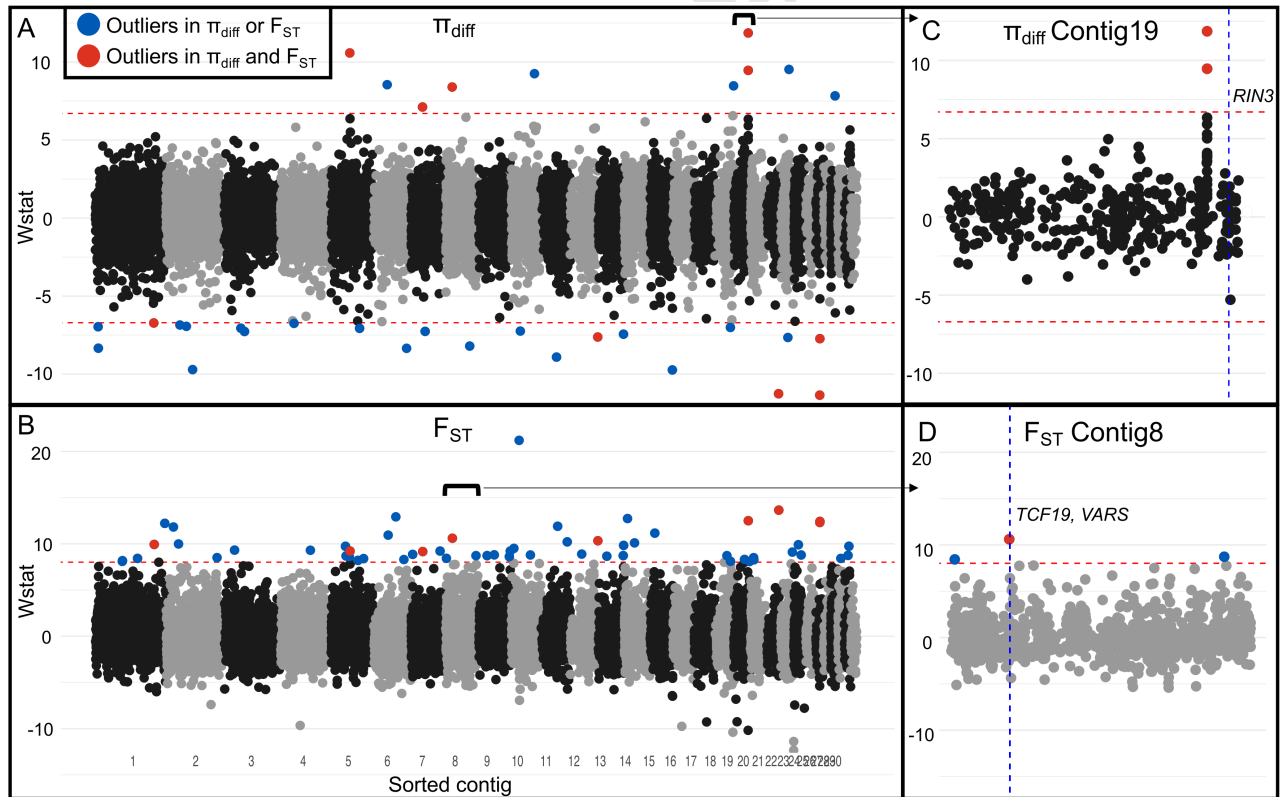 A
Outliers in πdiff or FST
Outliers in πdiff and FST
πdiff
10
5
0
-5
-10
Wstat
B
FST
20
10
0
-10
Wstat
1 2 3 4 5 6 7 8 9 10 11 12 13 14 15 16 17 18 19 20 21
Sorted contig
C
πdiff Contig19
10
5
0
-5
-10
RIN3
D
FST Contig8
20
10
0
-10
TCF19, VARS